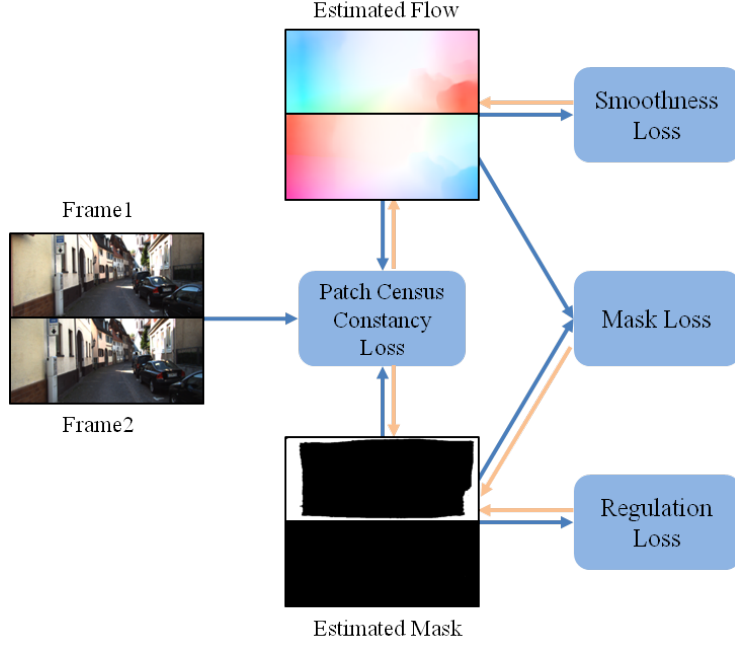 Estimated Flow
Smoothness
Loss
Frame1
Patch Census
Constancy
Loss
Mask Loss
Frame2
Regulation
Loss
Estimated Mask